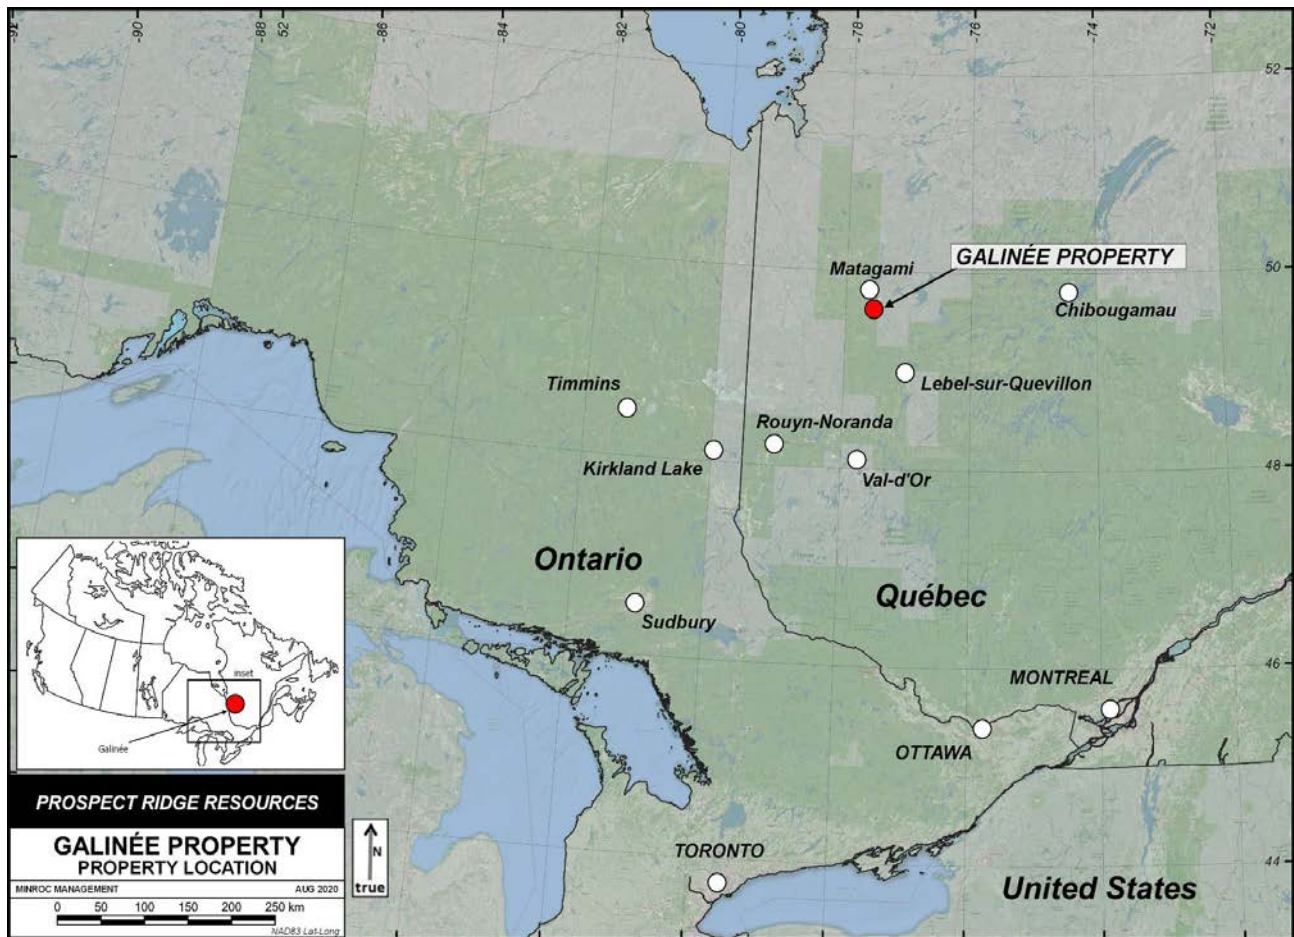 -92
-90
-88
-52
-86
-84
-82
-80
-78
-76
-74
-72
52
50
48
46
44
GALINÉE PROPERTY
Matagami
Chibougamau
Lebel-sur-Quevillon
Timmins
Rouyn-Noranda
Kirkland Lake
Val-d'Or
Ontario
Québec
Sudbury
MONTREAL
OTTAWA
TORONTO
United States
inset
Galinée
PROSPECT RIDGE RESOURCES
GALINÉE PROPERTY
PROPERTY LOCATION
MINROC MANAGEMENT AUG 2020
0 50 100 150 200 250 km
NAD83 Lat-Long
N
true